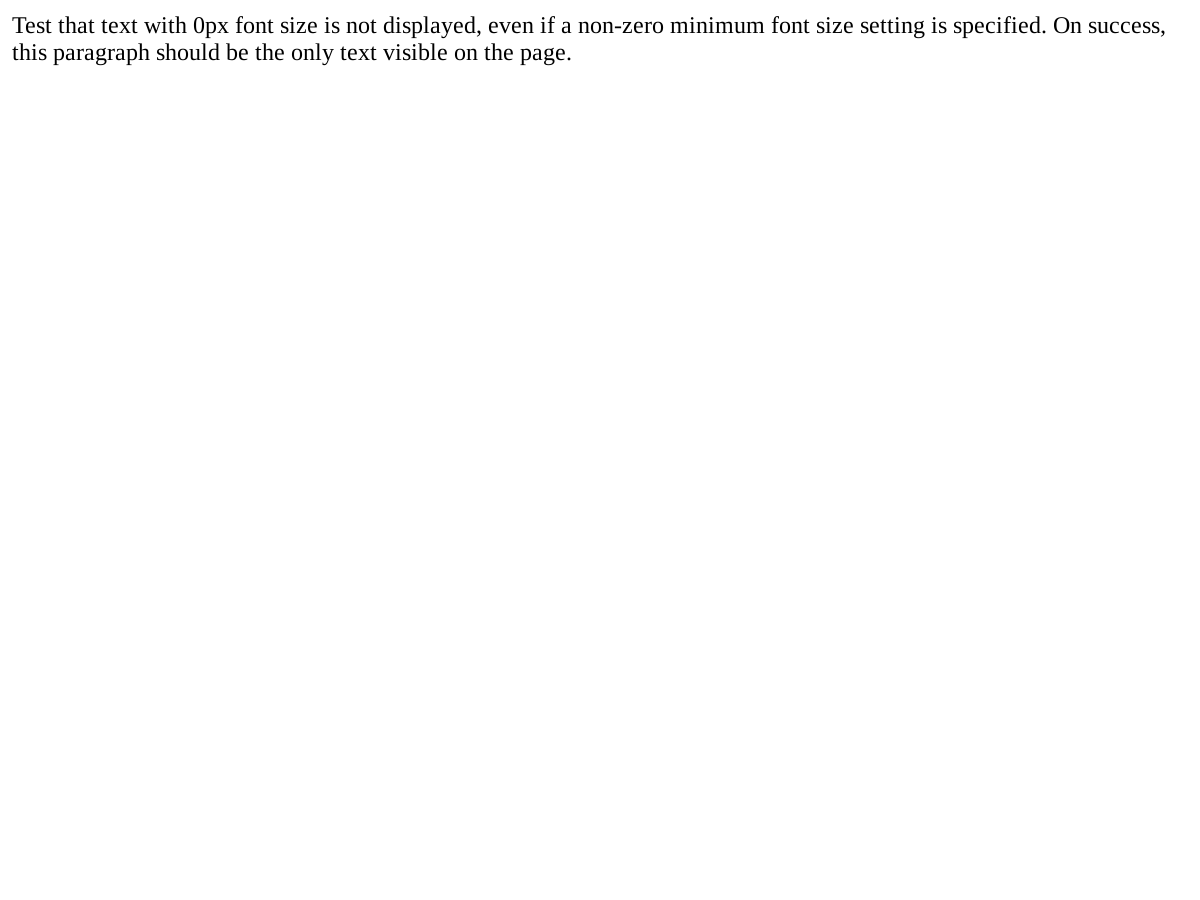 Test that text with 0px font size is not displayed, even if a non-zero minimum font size setting is specified. On success,
this paragraph should be the only text visible on the page.